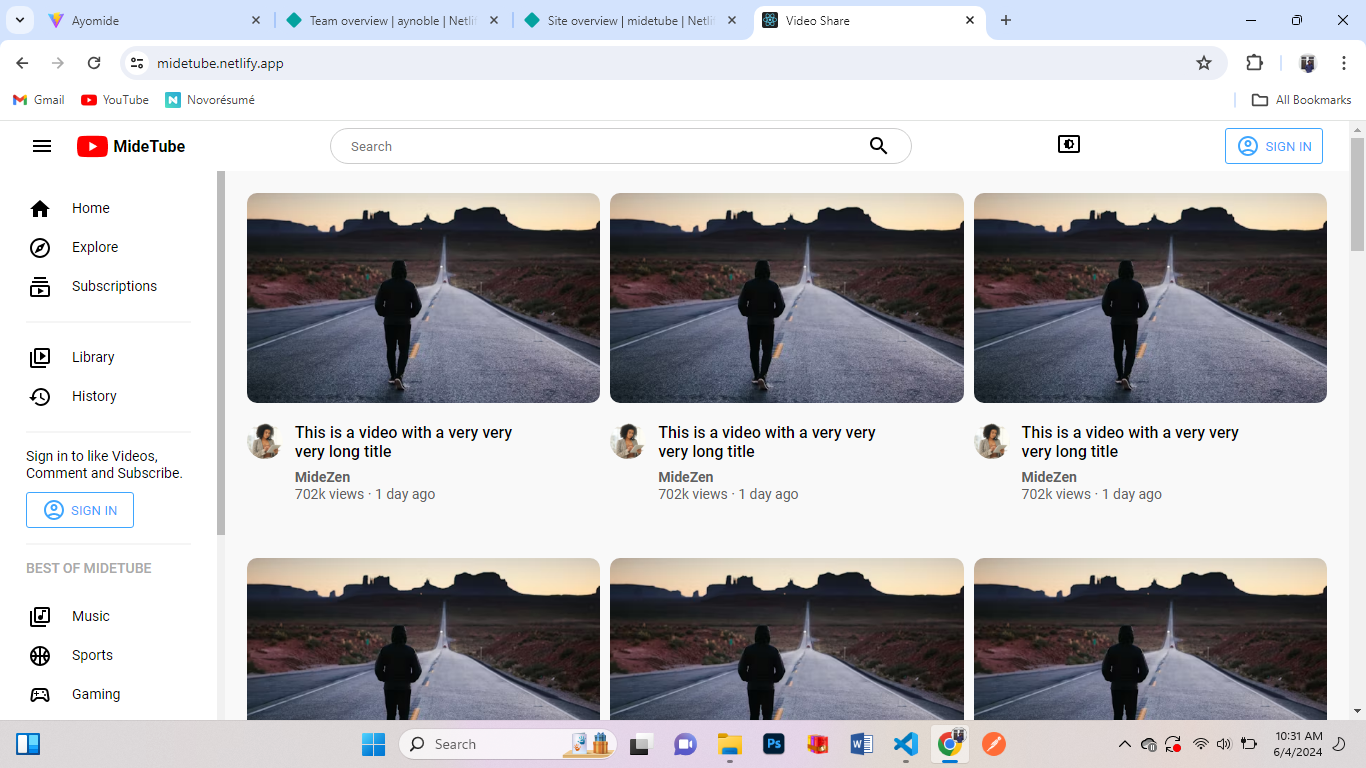 Ayomide
Team overview | aynoble | Netli
Site overview | midetube | Netli
Video Share
midetube.netlify.app
Gmail
YouTube
Novorésumé
All Bookmarks
MideTube
Search
SIGN IN
Home
Explore
Subscriptions
Library
History
Sign in to like Videos,
Comment and Subscribe.
SIGN IN
BEST OF MIDETUBE
Music
Sports
Gaming
This is a video with a very very
very long title
MideZen
702k views · 1 day ago
This is a video with a very very
very long title
MideZen
702k views · 1 day ago
This is a video with a very very
very long title
MideZen
702k views · 1 day ago
Search
Ps
10:31 AM
6/4/2024